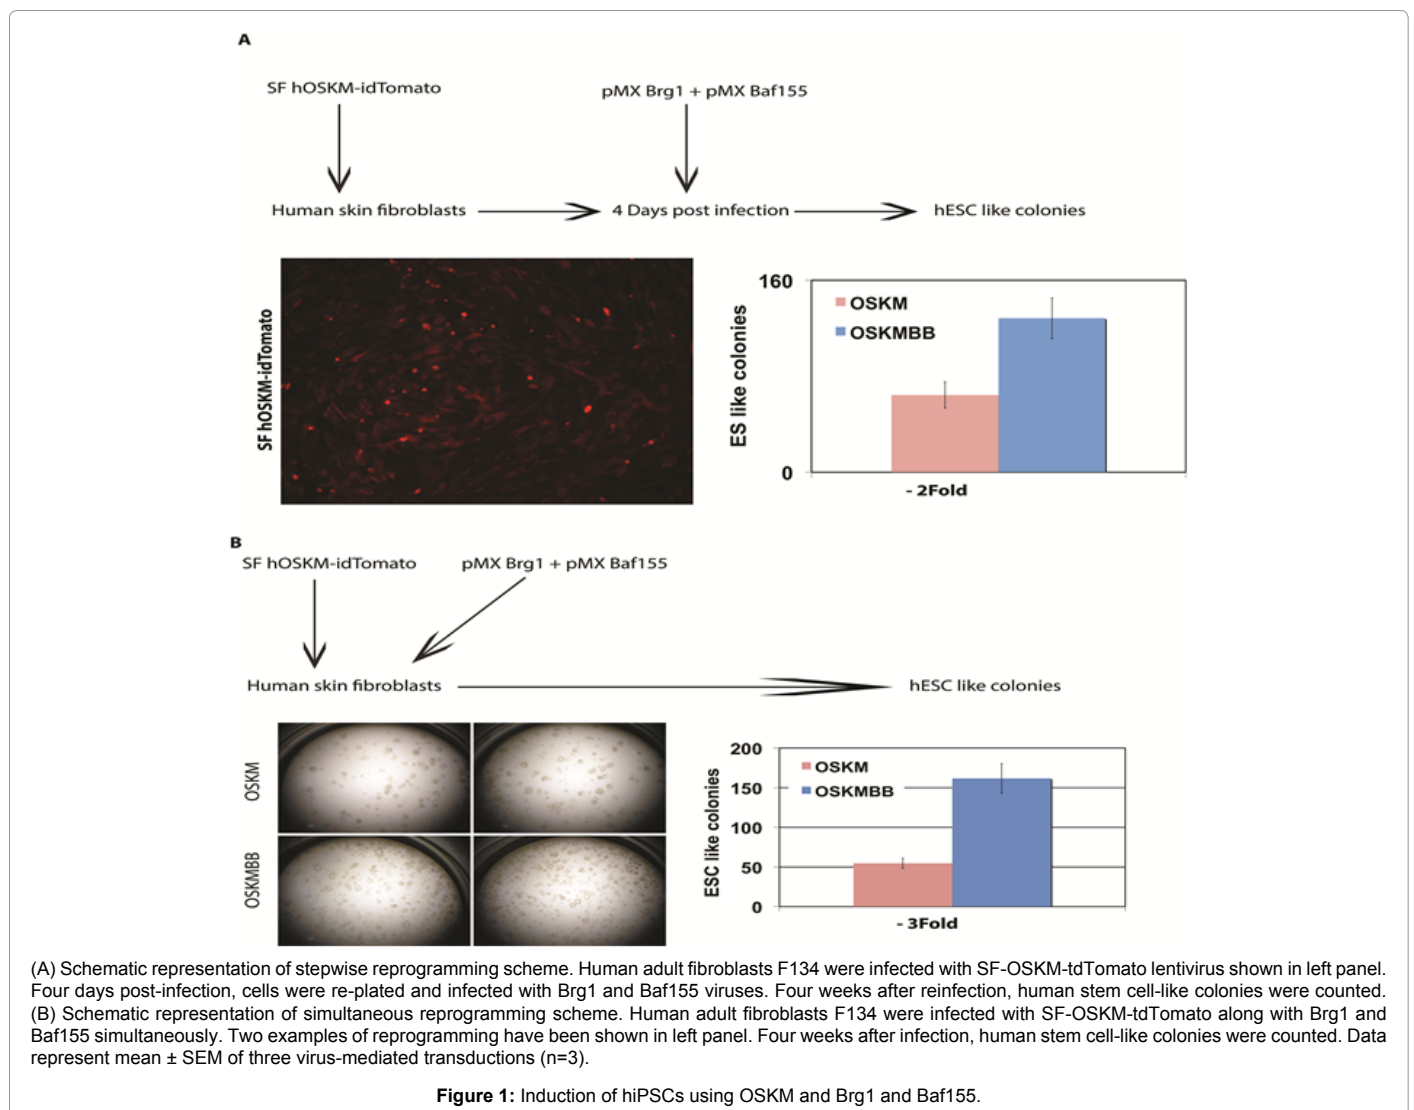 A
SF hOSKM-idTomato
pMX Brg1 + pMX Baf155
Human skin fibroblasts
4 Days post infection
hESC like colonies
SF hOSKM-idTomato
ES like colonies
160
0
OSKM
OSKMBB
- 2Fold
B
SF hOSKM-idTomato
pMX Brg1 + pMX Baf155
Human skin fibroblasts
hESC like colonies
OSKM
OSKMBB
ESC like colonies
200
150
100
50
0
OSKM
OSKMBB
- 3Fold
(A) Schematic representation of stepwise reprogramming scheme. Human adult fibroblasts F134 were infected with SF-OSKM-tdTomato lentivirus shown in left panel.
Four days post-infection, cells were re-plated and infected with Brg1 and Baf155 viruses. Four weeks after reinfection, human stem cell-like colonies were counted.
(B) Schematic representation of simultaneous reprogramming scheme. Human adult fibroblasts F134 were infected with SF-OSKM-tdTomato along with Brg1 and
Baf155 simultaneously. Two examples of reprogramming have been shown in left panel. Four weeks after infection, human stem cell-like colonies were counted. Data
represent mean ± SEM of three virus-mediated transductions (n=3).
Figure 1: Induction of hiPSCs using OSKM and Brg1 and Baf155.